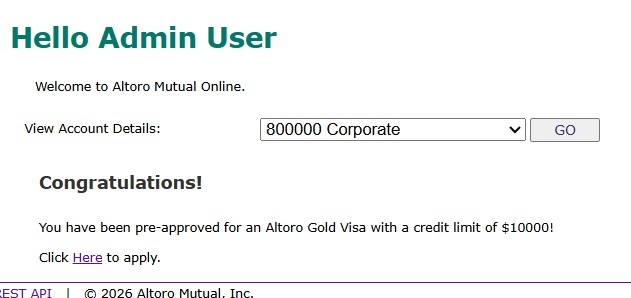 Hello Admin User
Welcome to Altoro Mutual Online.
View Account Details: 800000 Corporate GO
Congratulations!
You have been pre-approved for an Altoro Gold Visa with a credit limit of $10000!
Click Here to apply.
REST API | © 2026 Altoro Mutual, Inc.